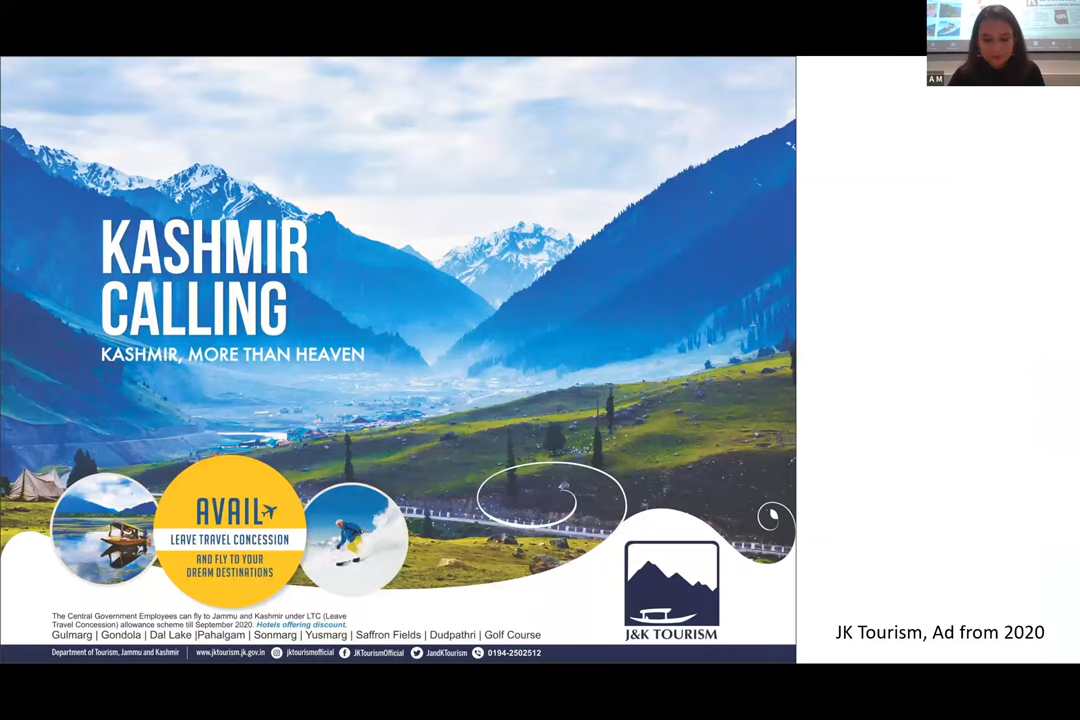 AM
KASHMIR
CALLING
KASHMIR, MORE THAN HEAVEN
AVAIL
LEAVE TRAVEL CONCESSION
AND FLY TO YOUR
DREAM DESTINATIONS
The Central Government Employees can fly to Jammu and Kashmir under LTC (Leave
Travel Concession) allowance scheme till September 2020. Hotels offering discount.
Gulmarg | Gondola | Dal Lake |Pahalgam | Sonmarg | Yusmarg | Saffron Fields | Dudpathri | Golf Course
J&K TOURISM
Department of Tourism, Jammu and Kashmir | www.jktourism.jk.gov.in jktourismofficial JKTourismOfficial JandKTourism 0194-2502512
JK Tourism, Ad from 2020